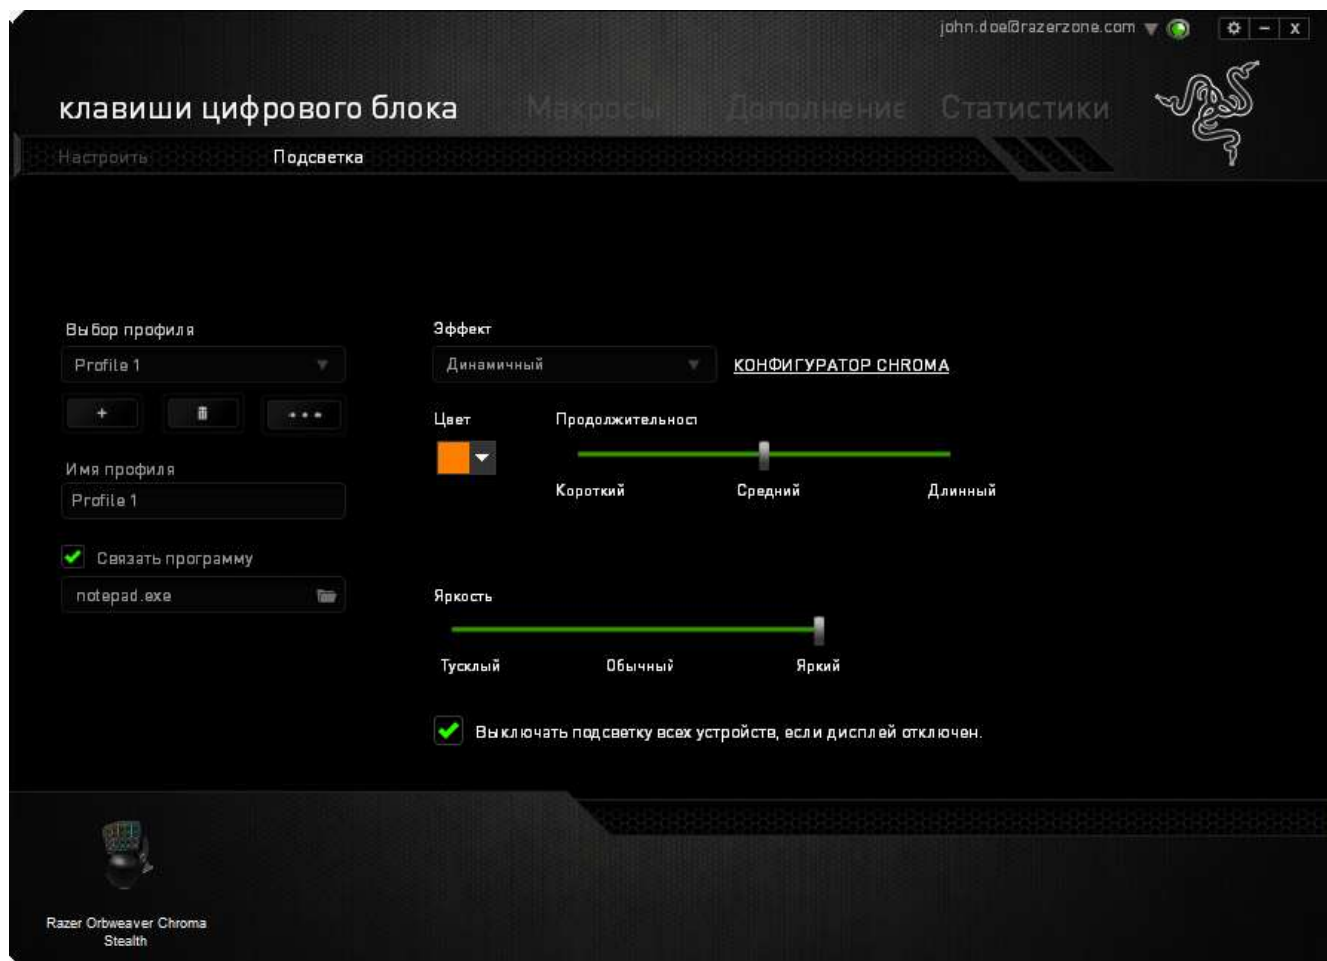 john.doe@razerzone.com
клавиши цифрового блока Макросы Дополнение Статистики
Настроить Подсветка
Выбор профиля
Profile 1
Имя профиля
Profile 1
Связать программу
notepad.exe
Эффект
Динамичный КОНФИГУРАТОР CHROMA
Цвет Продолжительност
Короткий Средний Длинный
Яркость
Тусклый Обычный Яркий
Выключать подсветку всех устройств, если дисплей отключен.
Razer Orbweaver Chroma
Stealth